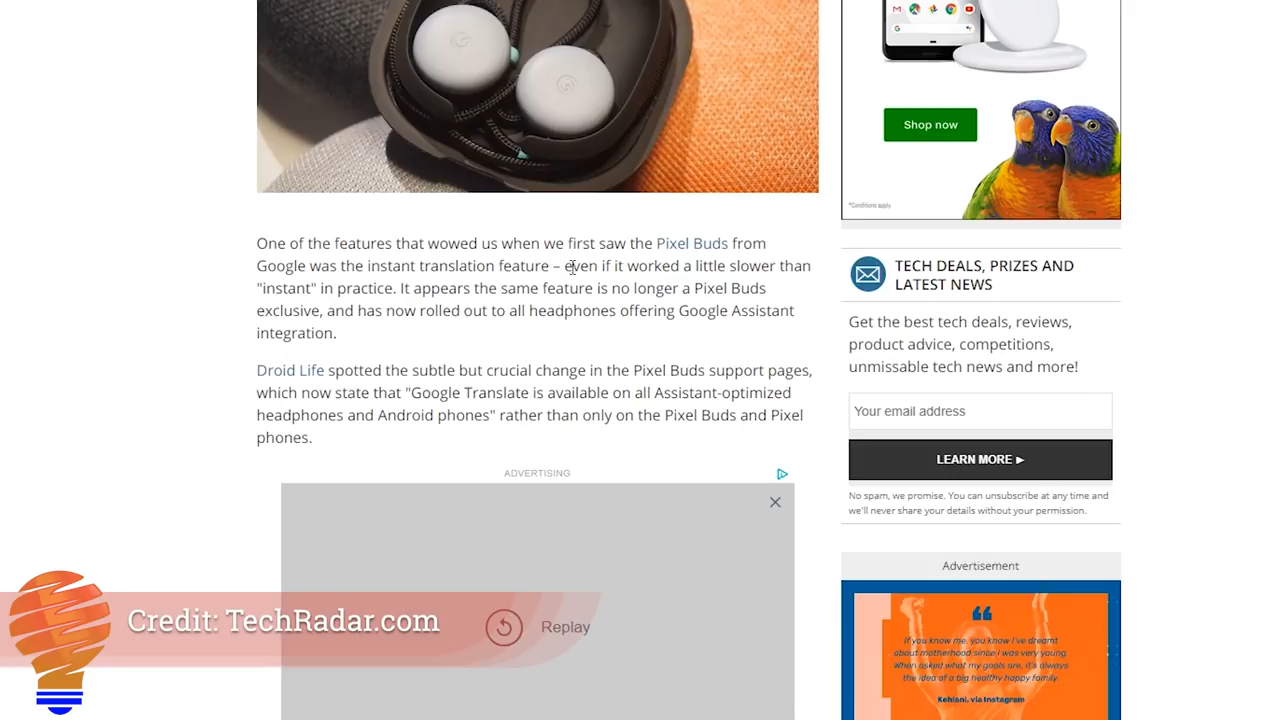 One of the features that wowed us when we first saw the Pixel Buds from
Google was the instant translation feature – even if it worked a little slower than
"instant" in practice. It appears the same feature is no longer a Pixel Buds
exclusive, and has now rolled out to all headphones offering Google Assistant
integration.
Droid Life spotted the subtle but crucial change in the Pixel Buds support pages,
which now state that "Google Translate is available on all Assistant-optimized
headphones and Android phones" rather than only on the Pixel Buds and Pixel
phones.
ADVERTISING
Replay
Credit: TechRadar.com
Shop now
*Conditions apply.
TECH DEALS, PRIZES AND
LATEST NEWS
Get the best tech deals, reviews,
product advice, competitions,
unmissable tech news and more!
Your email address
LEARN MORE ►
No spam, we promise. You can unsubscribe at any time and
we'll never share your details without your permission.
Advertisement
If you know me, you know I've dreamt
about motherhood since I was very young.
When asked what my goals are, it's always
the idea of a big healthy happy family.
Kehlani, via Instagram